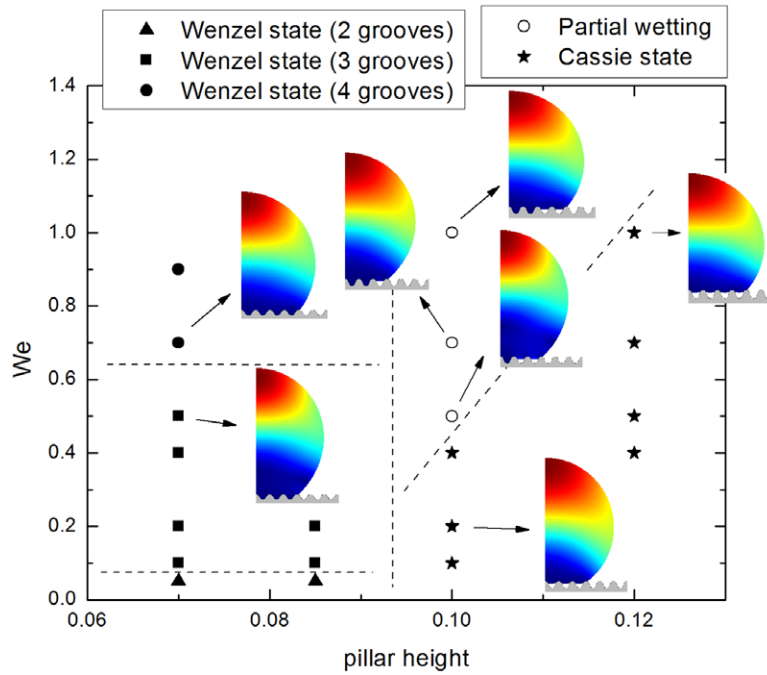 Wenzel state (2 grooves)
Wenzel state (3 grooves)
Wenzel state (4 grooves)
Partial wetting
Cassie state
1.4
1.2
1.0
0.8
0.6
0.4
0.2
0.0
We
0.06
0.08
0.10
0.12
pillar height